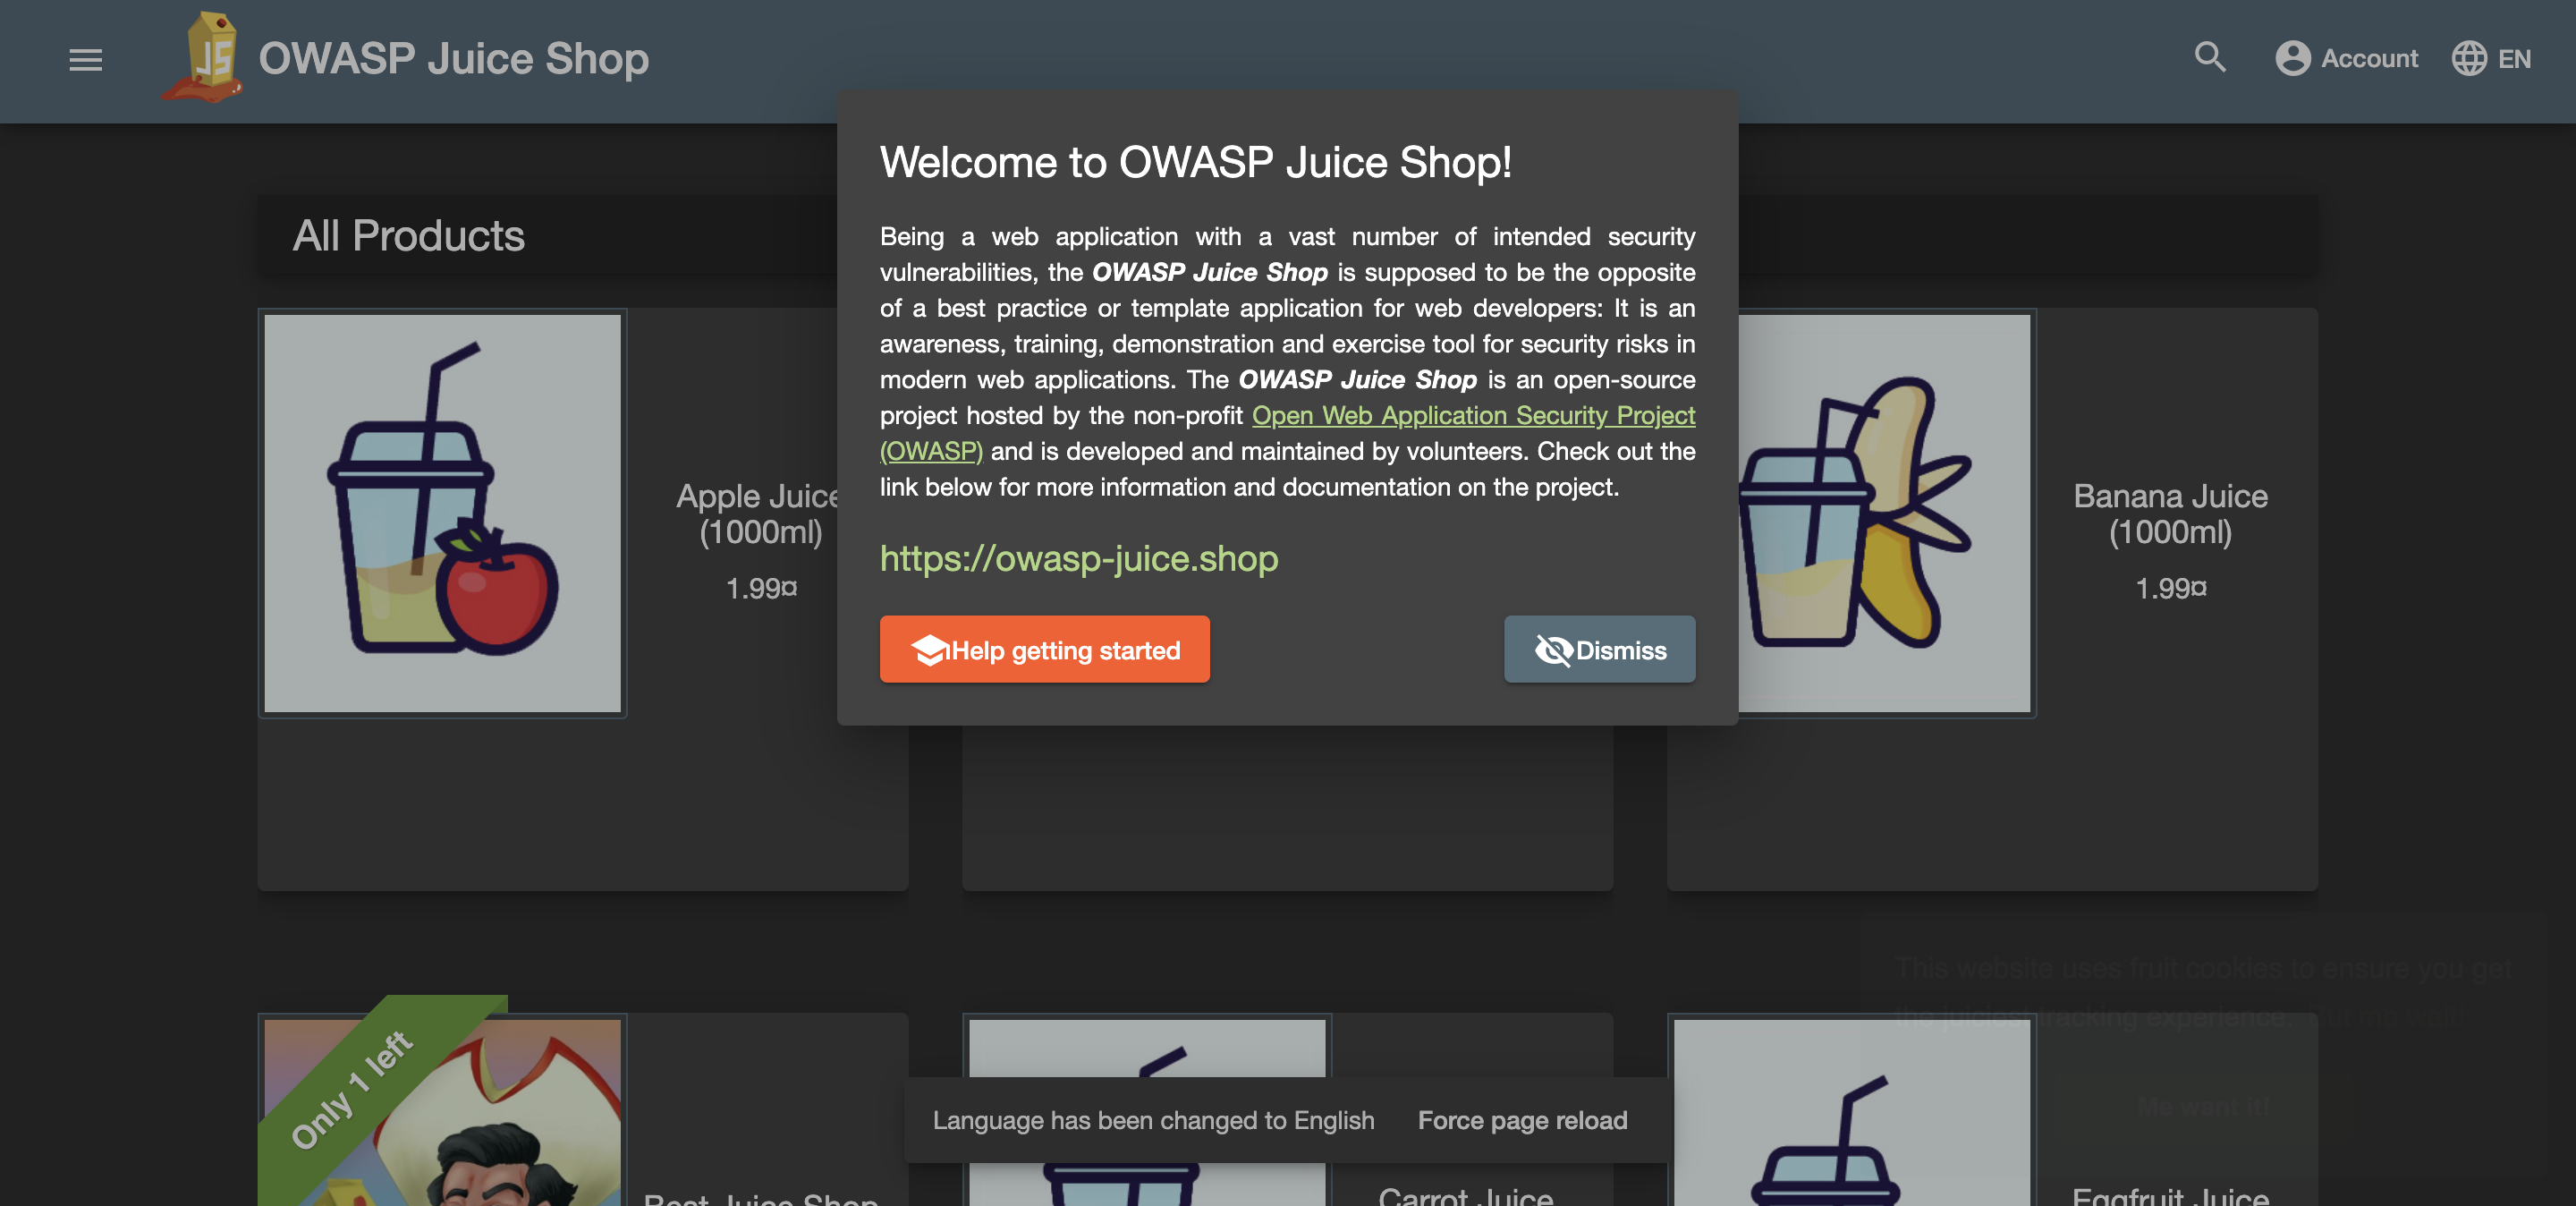 OWASP Juice Shop
Account
EN
Welcome to OWASP Juice Shop!
Being a web application with a vast number of intended security
vulnerabilities, the OWASP Juice Shop is supposed to be the opposite
of a best practice or template application for web developers: It is an
awareness, training, demonstration and exercise tool for security risks in
modern web applications. The OWASP Juice Shop is an open-source
project hosted by the non-profit Open Web Application Security Project
(OWASP) and is developed and maintained by volunteers. Check out the
link below for more information and documentation on the project.
https://owasp-juice.shop
Help getting started
Dismiss
All Products
JS
Apple Juice
(1000ml)
1.99¤
Banana Juice
(1000ml)
1.99¤
This website uses fruit cookies to ensure you get
the juiciest tracking experience. But me wait!
Me want it!
Only 1 left
Language has been changed to English
Force page reload
Best Juice Shop
Carrot Juice
Eggfruit Juice